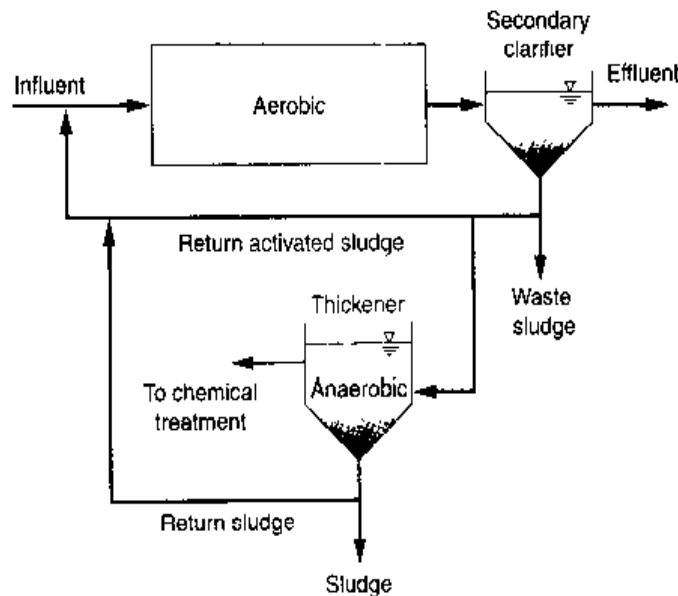 Secondary
clarifier
Influent
Effluent
Aerobic
Return activated sludge
Waste
sludge
Thickener
Anaerobic
To chemical
treatment
Return sludge
Sludge